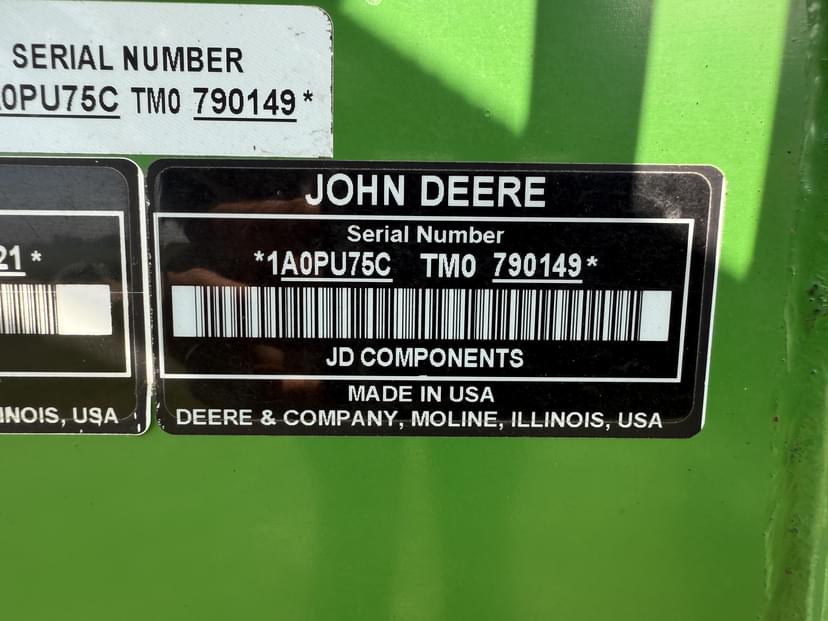 SERIAL NUMBER
A0PU75C TM0 790149*
21*
INOIS, USA
JOHN DEERE
Serial Number
*1A0PU75C TM0 790149*
JD COMPONENTS
MADE IN USA
DEERE & COMPANY, MOLINE, ILLINOIS, USA